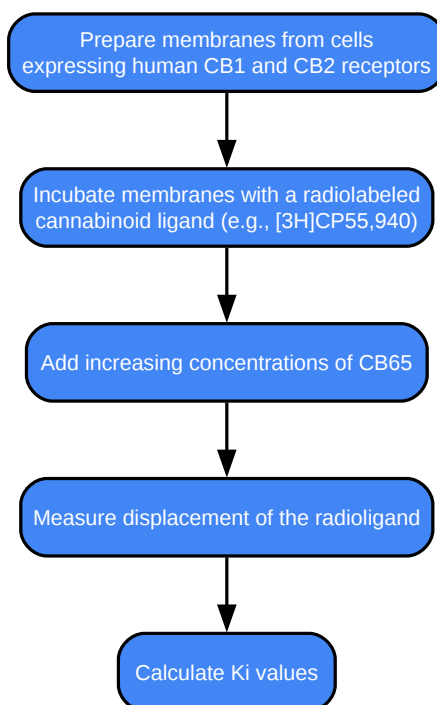 Prepare membranes from cells
expressing human CB1 and CB2 receptors
Incubate membranes with a radiolabeled
cannabinoid ligand (e.g., [3H]CP55,940)
Add increasing concentrations of CB65
Measure displacement of the radioligand
Calculate Ki values